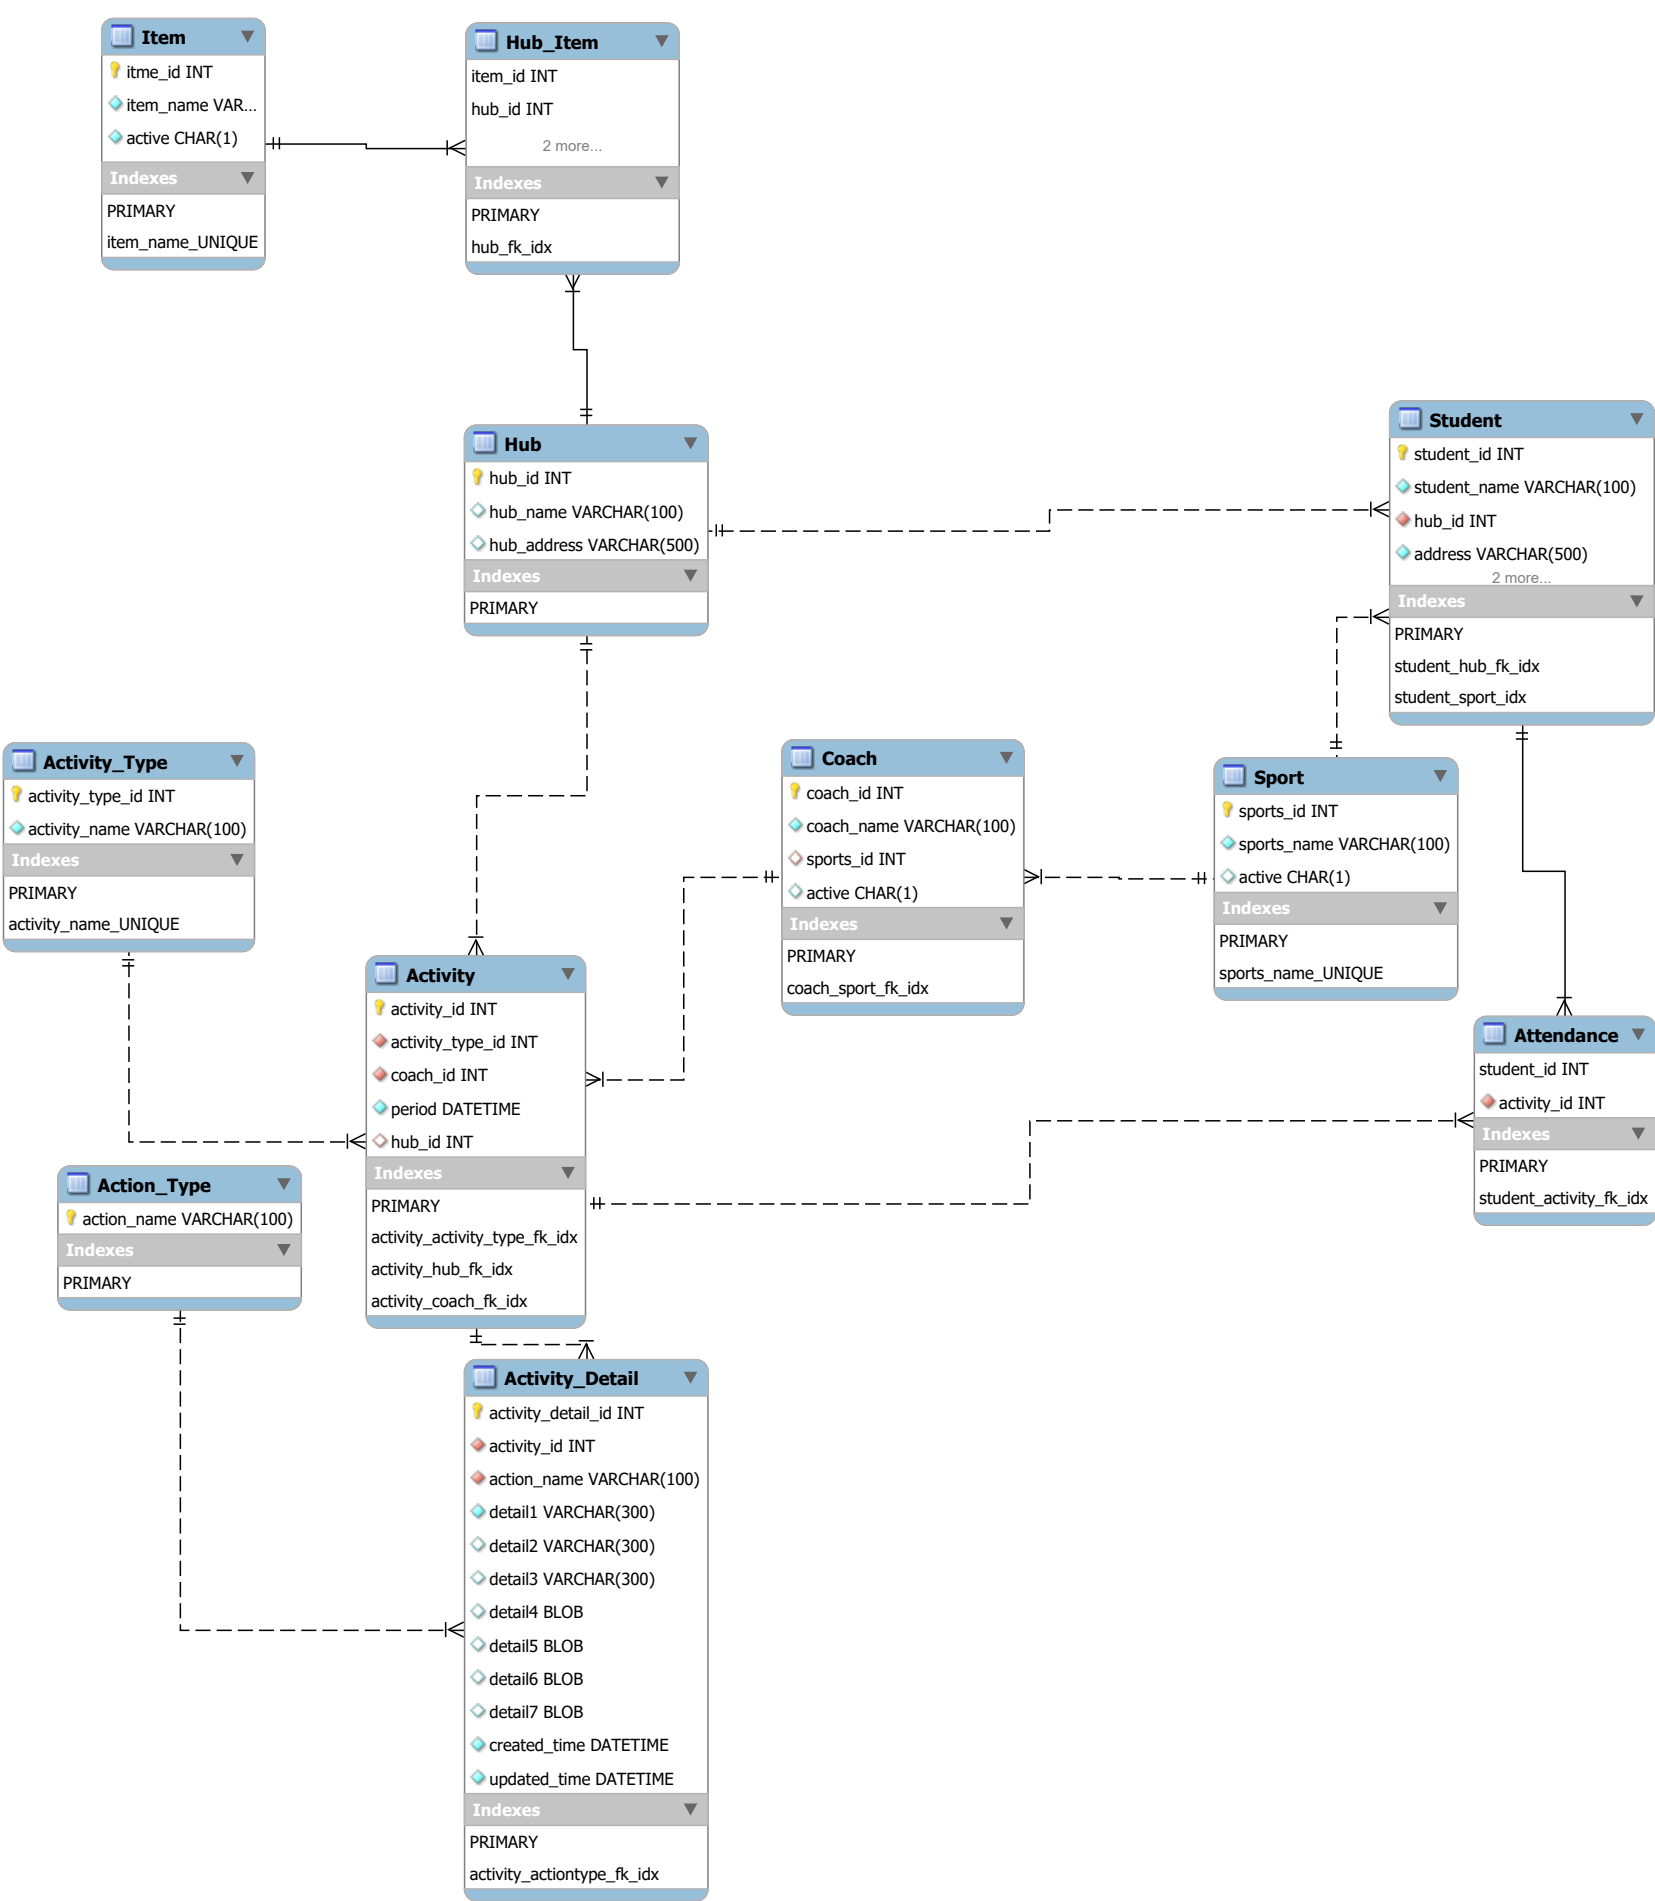 Item
itme_id INT
item_name VAR...
active CHAR(1)
Indexes
PRIMARY
item_name_UNIQUE
Hub_Item
item_id INT
hub_id INT
2 more...
Indexes
PRIMARY
hub_fk_idx
Hub
hub_id INT
hub_name VARCHAR(100)
hub_address VARCHAR(500)
Indexes
PRIMARY
Student
student_id INT
student_name VARCHAR(100)
hub_id INT
address VARCHAR(500)
2 more...
Indexes
PRIMARY
student_hub_fk_idx
student_sport_idx
Activity_Type
activity_type_id INT
activity_name VARCHAR(100)
Indexes
PRIMARY
activity_name_UNIQUE
Coach
coach_id INT
coach_name VARCHAR(100)
sports_id INT
active CHAR(1)
Indexes
PRIMARY
coach_sport_fk_idx
Sport
sports_id INT
sports_name VARCHAR(100)
active CHAR(1)
Indexes
PRIMARY
sports_name_UNIQUE
Activity
activity_id INT
activity_type_id INT
coach_id INT
period DATETIME
hub_id INT
Indexes
PRIMARY
activity_activity_type_fk_idx
activity_hub_fk_idx
activity_coach_fk_idx
Attendance
student_id INT
activity_id INT
Indexes
PRIMARY
student_activity_fk_idx
Action_Type
action_name VARCHAR(100)
Indexes
PRIMARY
Activity_Detail
activity_detail_id INT
activity_id INT
action_name VARCHAR(100)
detail1 VARCHAR(300)
detail2 VARCHAR(300)
detail3 VARCHAR(300)
detail4 BLOB
detail5 BLOB
detail6 BLOB
detail7 BLOB
created_time DATETIME
updated_time DATETIME
Indexes
PRIMARY
activity_actiontype_fk_idx